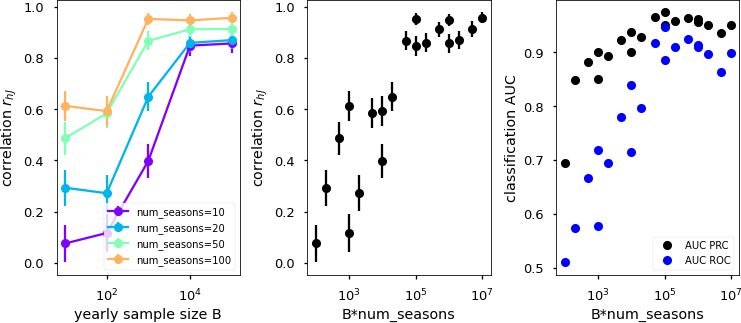 correlation r_hJ
1.0
0.8
0.6
0.4
0.2
0.0
10^2
10^4
yearly sample size B
num_seasons=10
num_seasons=20
num_seasons=50
num_seasons=100
correlation r_hJ
1.0
0.8
0.6
0.4
0.2
0.0
10^3
10^5
10^7
B*num_seasons
classification AUC
0.9
0.8
0.7
0.6
0.5
10^3
10^5
10^7
B*num_seasons
AUC PRC
AUC ROC